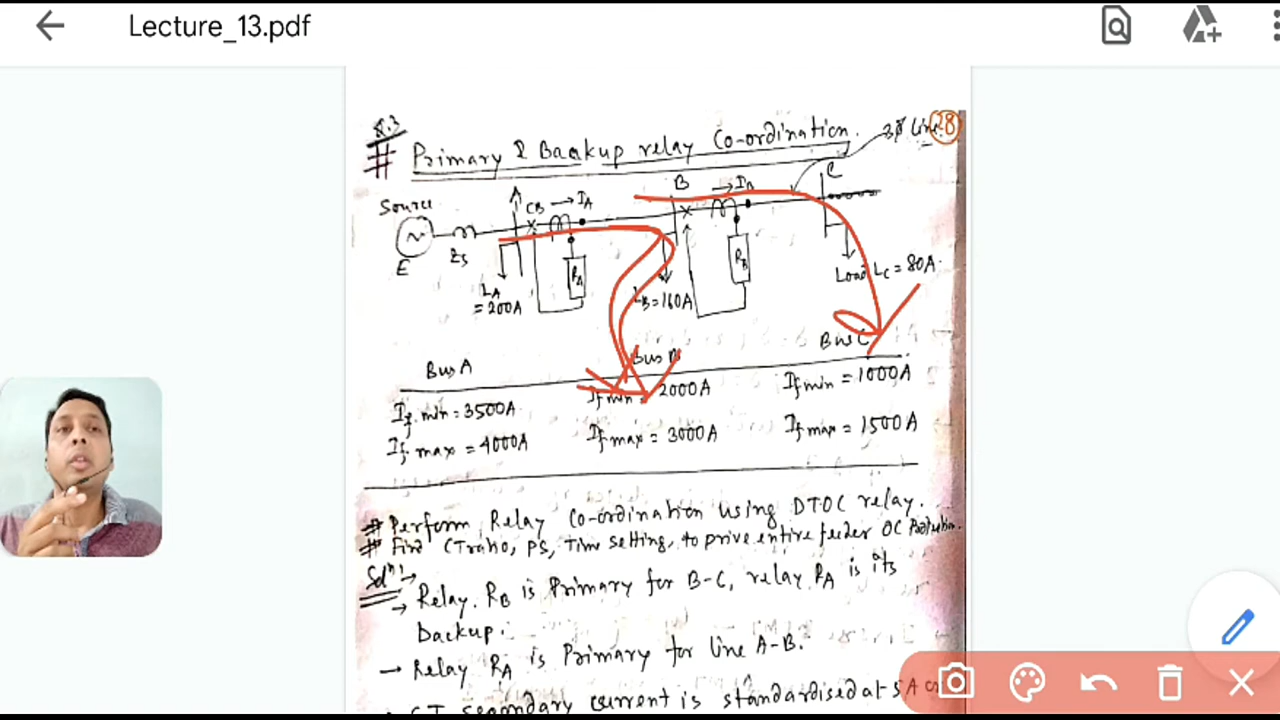 Lecture_13.pdf
Q.3
28
# Primary & Backup relay Co-ordination.
3φ Line
Source
A
CB
→ IA
B
→ IB
C
E
Zs
RA
RB
LA
= 200A
LB = 160A
Load LC = 80A.
Bus A
Bus B
Bus C
If min = 3500A
If min = 2000A
If min = 1000A
If max = 4000A
If max = 3000A
If max = 1500A
# Perform Relay Co-ordination using DTOC relay.
# Find CT ratio, PS, Time setting, to prive entire feeder OC
Soln:
→ Relay RB is Primary for B-C, relay RA is its
backup.
→ Relay RA is Primary for line A-B.
CT secondary current is standardised at 5A or